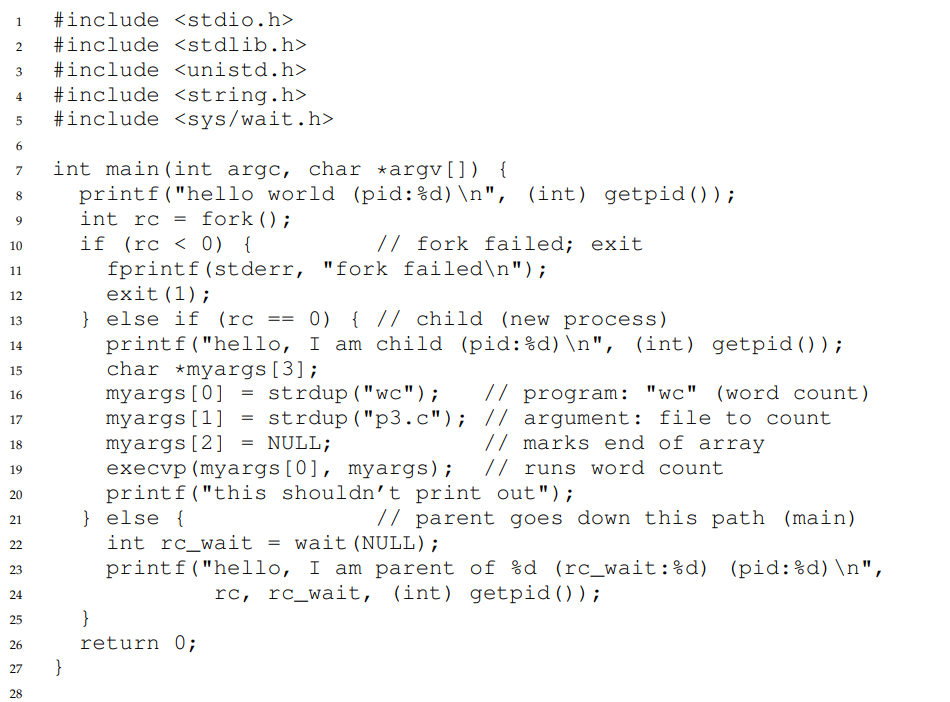 1 #include <stdio.h>
2 #include <stdlib.h>
3 #include <unistd.h>
4 #include <string.h>
5 #include <sys/wait.h>
6
7 int main(int argc, char *argv[]) {
8   printf("hello world (pid:%d)\n", (int) getpid());
9   int rc = fork();
10   if (rc < 0) {         // fork failed; exit
11     fprintf(stderr, "fork failed\n");
12     exit(1);
13   } else if (rc == 0) { // child (new process)
14     printf("hello, I am child (pid:%d)\n", (int) getpid());
15     char *myargs[3];
16     myargs[0] = strdup("wc");   // program: "wc" (word count)
17     myargs[1] = strdup("p3.c"); // argument: file to count
18     myargs[2] = NULL;           // marks end of array
19     execvp(myargs[0], myargs);  // runs word count
20     printf("this shouldn’t print out");
21   } else {              // parent goes down this path (main)
22     int rc_wait = wait(NULL);
23     printf("hello, I am parent of %d (rc_wait:%d) (pid:%d)\n",
24             rc, rc_wait, (int) getpid());
25   }
26   return 0;
27 }
28